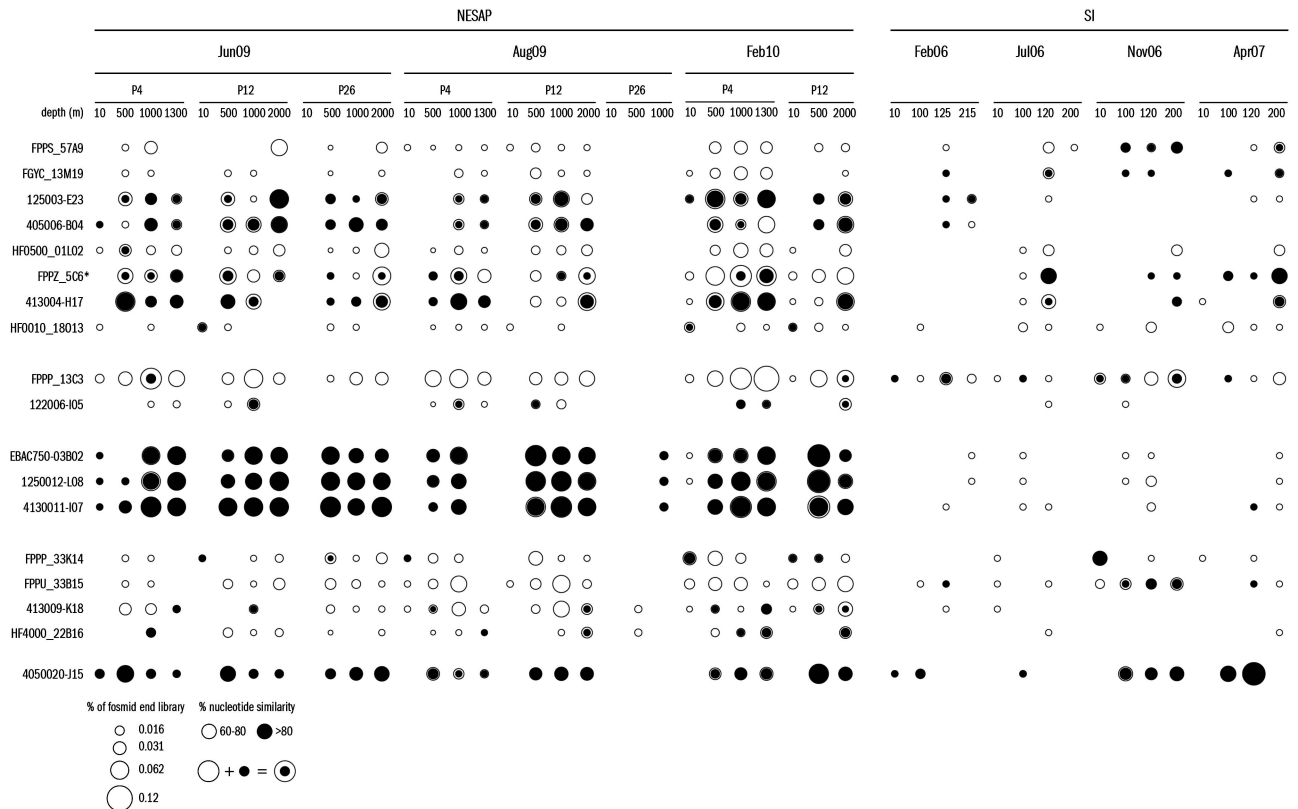 NESAP SI
Jun09 Aug09 Feb10 Feb06 Jul06 Nov06 Apr07
P4 P12 P26 P4 P12 P26 P4 P12
depth (m) 10 500 1000 1300 10 500 1000 2000 500 1000 2000 10 500 1000 1300 10 500 1000 2000 10 500 1000 10 500 1000 1300 10 500 2000 10 100 125 215 10 100 120 200 10 100 120 200 10 100 120 200
FPPS_57A9
FGYC_13M19
125003-E23
405006-B04
HF0500_01L02
FPPZ_5C6*
413004-H17
HF0010_18013
FPPP_13C3
122006-I05
EBAC750-03B02
1250012-L08
4130011-I07
FPPP_33K14
FPPU_33B15
413009-K18
HF4000_22B16
4050020-J15
% of fosmid end library % nucleotide similarity
0.016 60-80 >80
0.031
0.062 + =
0.12